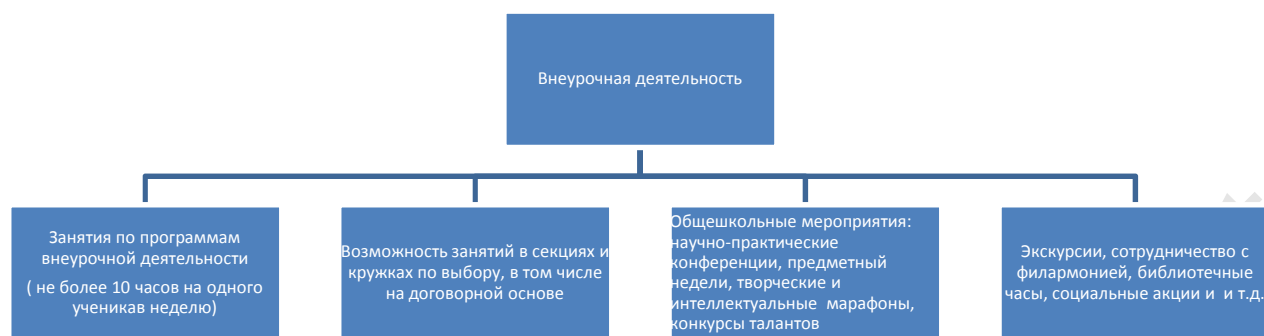 Внеурочная деятельность
Занятия по программам
внеурочной деятельности
( не более 10 часов на одного
ученикав неделю)
Возможность занятий в секциях и
кружках по выбору, в том числе
на договорной основе
Общешкольные мероприятия:
научно-практические
конференции, предметный
недели, творческие и
интеллектуальные марафоны,
конкурсы талантов
Экскурсии, сотрудничество с
филармонией, библиотечные
часы, социальные акции и и т.д.